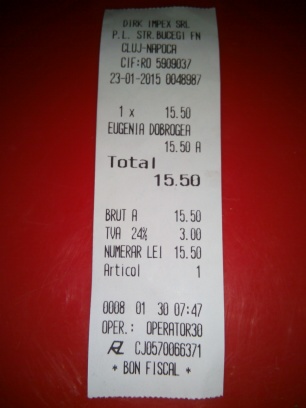 DIRK IMPEX SRL
P.L. STR.BUCEGI FN
CLUJ-NAPOCA
CIF:RO 5909037
23-01-2015 0048987
1 x 15.50
EUGENIA DOBROGEA
15.50 A
Total
15.50
BRUT A 15.50
TVA 24% 3.00
NUMERAR LEI 15.50
Articol 1
0008 01 30 07:47
OPER.: OPERATOR30
CJ0570066371
* BON FISCAL *